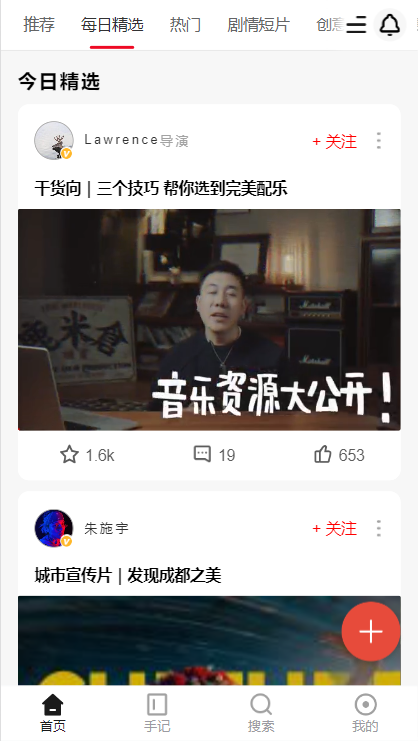 推荐 每日精选 热门 剧情短片
今日精选
Lawrence导演 + 关注
干货向 | 三个技巧 帮你选到完美配乐
Marshall
音乐资源大公开!
1.6k 19 653
朱施宇 + 关注
城市宣传片 | 发现成都之美
首页 手记 搜索 我的